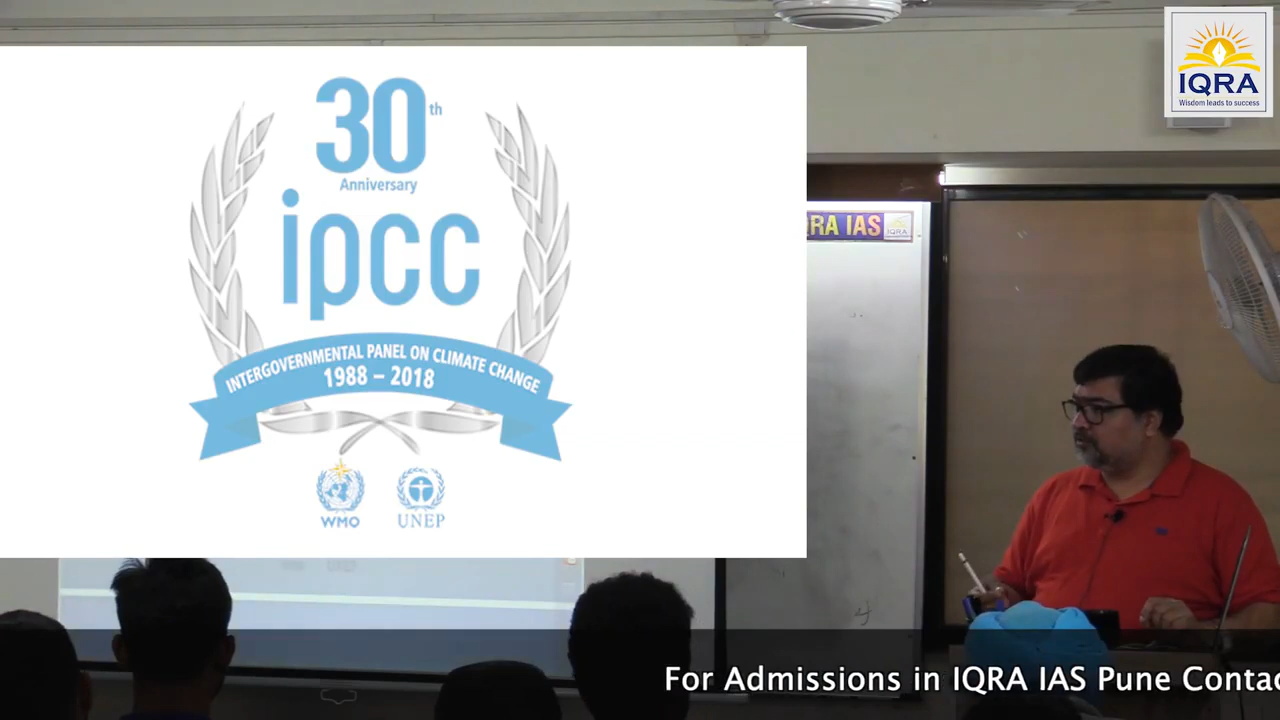 30th
Anniversary
ipcc
INTERGOVERNMENTAL PANEL ON CLIMATE CHANGE
1988 – 2018
WMO
UNEP
IQRA
Wisdom leads to success
RA IAS
IQRA
For Admissions in IQRA IAS Pune Contac